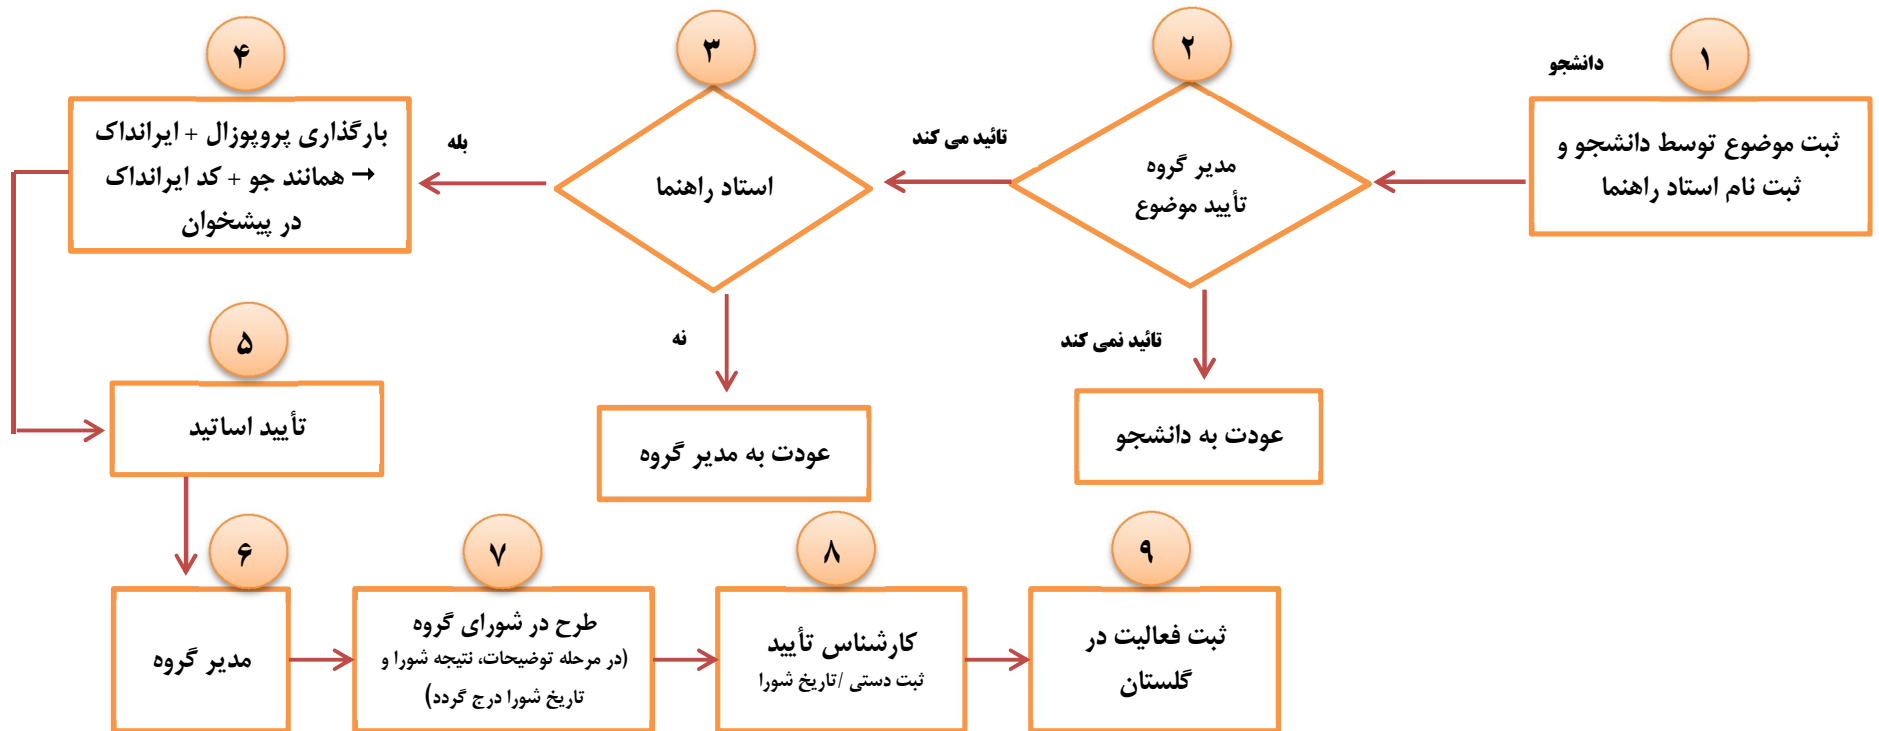 ۱
دانشجو
ثبت موضوع توسط دانشجو و
ثبت نام استاد راهنما
۲
مدیر گروه
تأیید موضوع
تائید می کند
تائید نمی کند
عودت به دانشجو
۳
استاد راهنما
بله
نه
عودت به مدیر گروه
۴
بارگذاری پروپوزال + ایرانداک
→ همانند جو + کد ایرانداک
در پیشخوان
۵
تأیید اساتید
۶
مدیر گروه
۷
طرح در شورای گروه
(در مرحله توضیحات، نتیجه شورا و
تاریخ شورا درج گردد)
۸
کارشناس تأیید
ثبت دستی /تاریخ شورا
۹
ثبت فعالیت در
گلستان